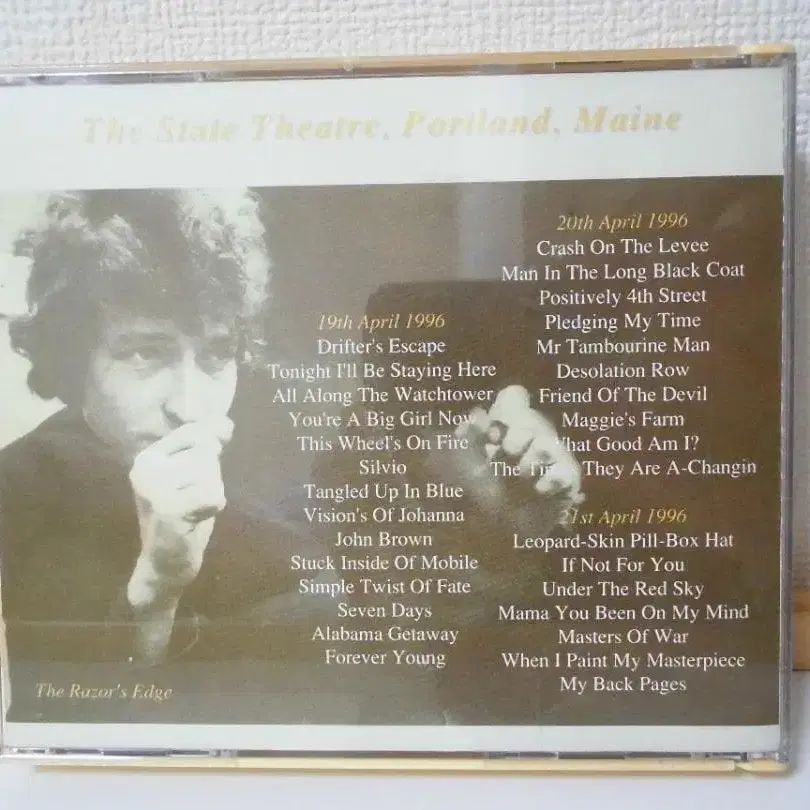 The State Theatre, Portland, Maine
19th April 1996
Drifter's Escape
Tonight I'll Be Staying Here
All Along The Watchtower
You're A Big Girl Now
This Wheel's On Fire
Silvio
Tangled Up In Blue
Vision's Of Johanna
John Brown
Stuck Inside Of Mobile
Simple Twist Of Fate
Seven Days
Alabama Getaway
Forever Young
20th April 1996
Crash On The Levee
Man In The Long Black Coat
Positively 4th Street
Pledging My Time
Mr Tambourine Man
Desolation Row
Friend Of The Devil
Maggie's Farm
What Good Am I?
The Times They Are A-Changin
21st April 1996
Leopard-Skin Pill-Box Hat
If Not For You
Under The Red Sky
Mama You Been On My Mind
Masters Of War
When I Paint My Masterpiece
My Back Pages
The Razor's Edge